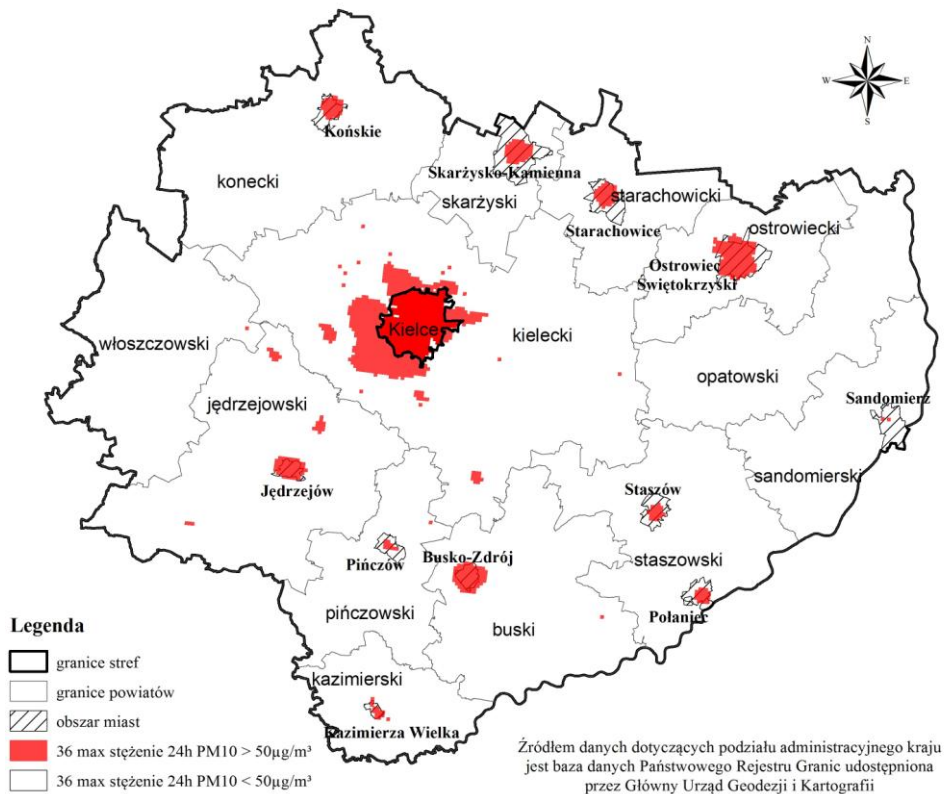 N
W
E
S
Końskie
konecki
Skarżysko-Kamienna
skarżyski
starachowicki
Starachowice
ostrowiecki
Ostrowiec
Świętokrzyski
Kielce
kielecki
włoszczowski
opatowski
jędrzejowski
Sandomierz
sandomierski
Jędrzejów
Staszów
Pińczów
Busko-Zdrój
staszowski
Połaniec
pińczowski
buski
kazimierski
Kazimierza Wielka
Legenda
granice stref
granice powiatów
obszar miast
36 max stężenie 24h PM10 > 50µg/m³
36 max stężenie 24h PM10 < 50µg/m³
Źródłem danych dotyczących podziału administracyjnego kraju
jest baza danych Państwowego Rejestru Granic udostępniona
przez Główny Urząd Geodezji i Kartografii